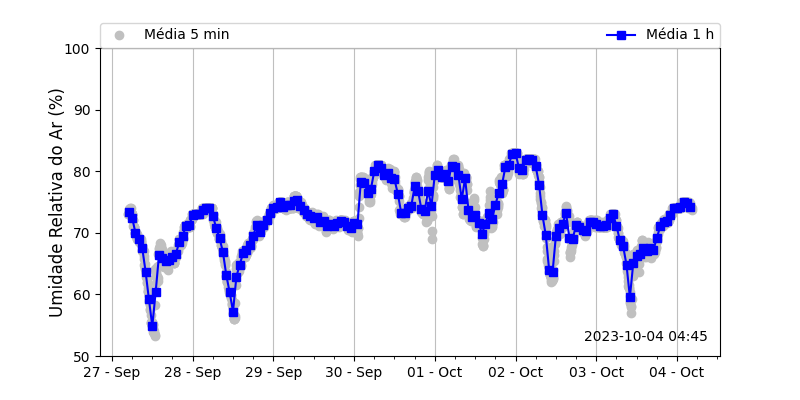 Média 5 min
Média 1 h
Umidade Relativa do Ar (%)
100
90
80
70
60
50
2023-10-04 04:45
27 - Sep
28 - Sep
29 - Sep
30 - Sep
01 - Oct
02 - Oct
03 - Oct
04 - Oct